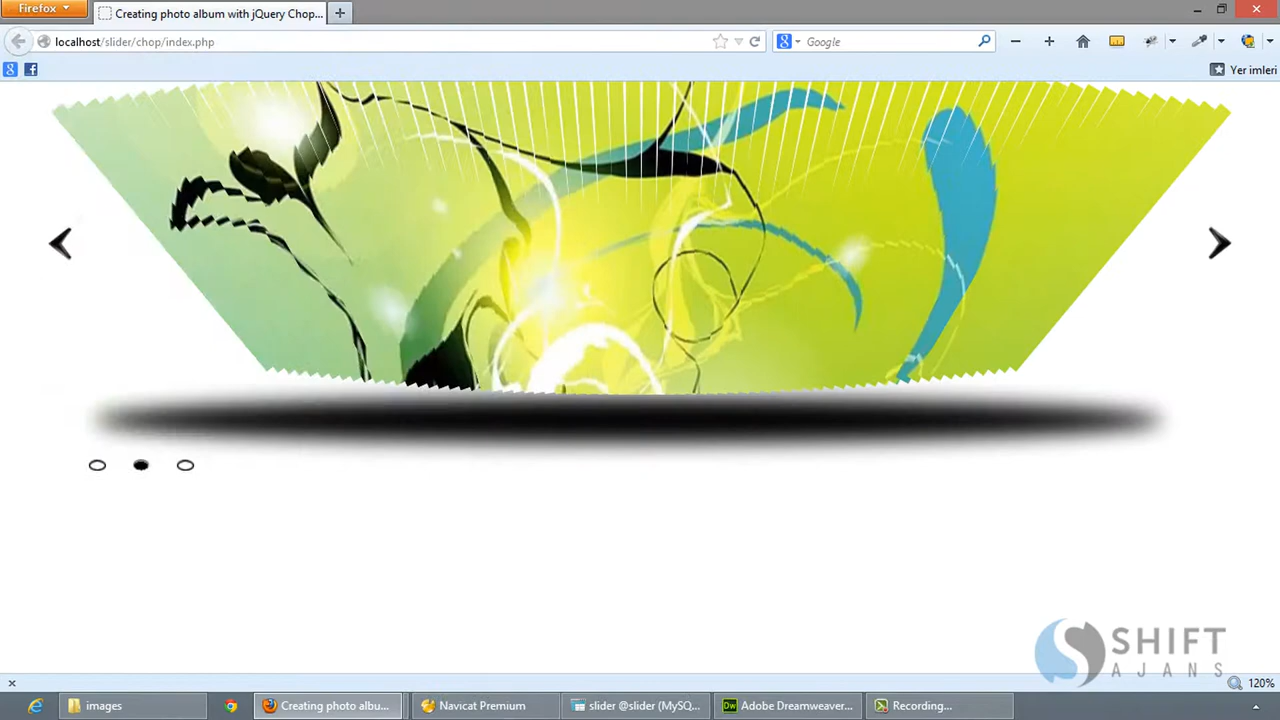 Firefox
Creating photo album with jQuery Chop...
localhost/slider/chop/index.php
Google
Yer imleri
SHIFT
AJANS
120%
images
Creating photo albu...
Navicat Premium
slider @slider (MySQ...
Adobe Dreamweaver...
Recording...